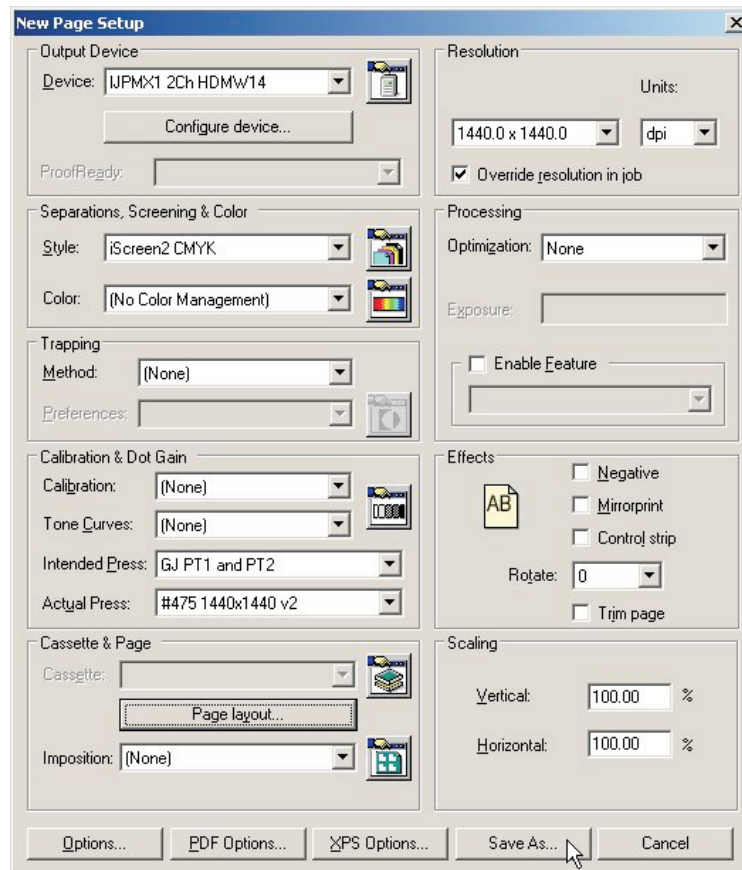 New Page Setup
Output Device
Device: IJPMX1 2Ch HDMW14
Configure device...
ProofReady:
Separations, Screening & Color
Style: iScreen2 CMYK
Color: (No Color Management)
Trapping
Method: (None)
Preferences:
Calibration & Dot Gain
Calibration: (None)
Tone Curves: (None)
Intended Press: GJ PT1 and PT2
Actual Press: #475 1440x1440 v2
Cassette & Page
Cassette:
Page layout...
Imposition: (None)
Resolution
Units:
1440.0 x 1440.0 dpi
Override resolution in job
Processing
Optimization: None
Exposure:
Enable Feature
Effects
AB
Negative
Mirrorprint
Control strip
Rotate: 0
Trim page
Scaling
Vertical: 100.00 %
Horizontal: 100.00 %
Options... PDF Options... XPS Options... Save As... Cancel